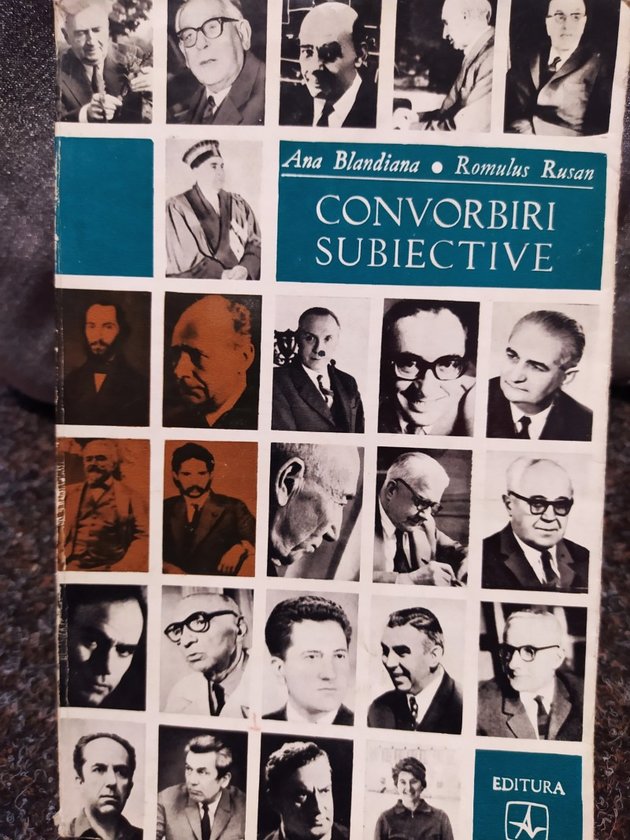 Ana Blandiana • Romulus Rusan
CONVORBIRI
SUBIECTIVE
EDITURA